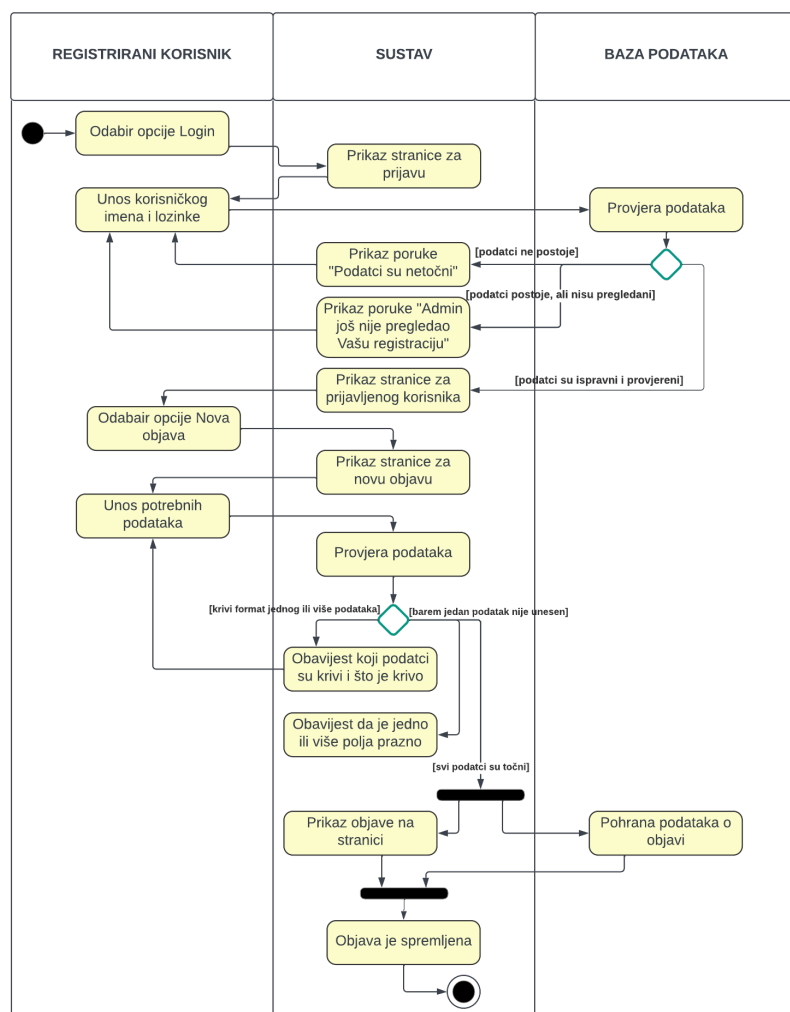 REGISTRIRANI KORISNIK
SUSTAV
BAZA PODATAKA
Odabir opcije Login
Prikaz stranice za
prijavu
Unos korisničkog
imena i lozinke
Provjera podataka
[podatci ne postoje]
Prikaz poruke
"Podatci su netočni"
[podatci postoje, ali nisu pregledani]
Prikaz poruke "Admin
još nije pregledao
Vašu registraciju"
[podatci su ispravni i provjereni]
Prikaz stranice za
prijavljenog korisnika
Odabair opcije Nova
objava
Prikaz stranice za
novu objavu
Unos potrebnih
podataka
Provjera podataka
[krivi format jednog ili više podataka]
[barem jedan podatak nije unesen]
Obavijest koji podatci
su krivi i što je krivo
Obavijest da je jedno
ili više polja prazno
[svi podatci su točni]
Prikaz objave na
stranici
Pohrana podataka o
objavi
Objava je spremljena